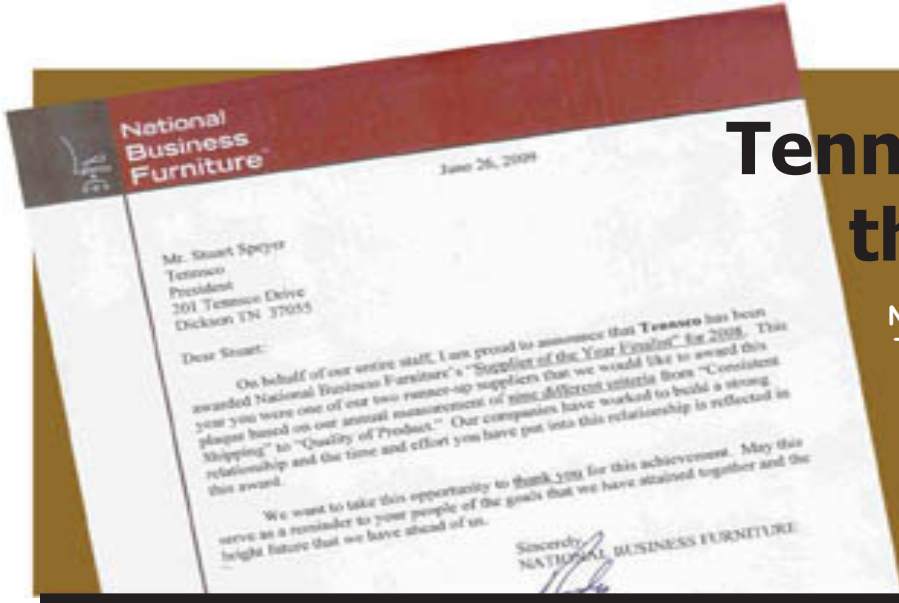 National
Business
Furniture
June 26, 2009
Tenn
th
N
Mr. Stuart Speyer
Tennsco
President
201 Tennsco Drive
Dickson TN 37055
Dear Stuart:
On behalf of our entire staff, I am proud to announce that Tennsco has been
awarded National Business Furniture's "Supplier of the Year Finalist" for 2008. This
year you were one of our two runner-up suppliers that we would like to award this
plaque based on our annual measurement of nine different criteria from "Consistent
Shipping" to "Quality of Product." Our companies have worked to build a strong
relationship and the time and effort you have put into this relationship is reflected in
this award.
We want to take this opportunity to thank you for this achievement. May this
serve as a reminder to your people of the goals that we have attained together and the
bright future that we have ahead of us.
Sincerely,
NATIONAL BUSINESS FURNITURE